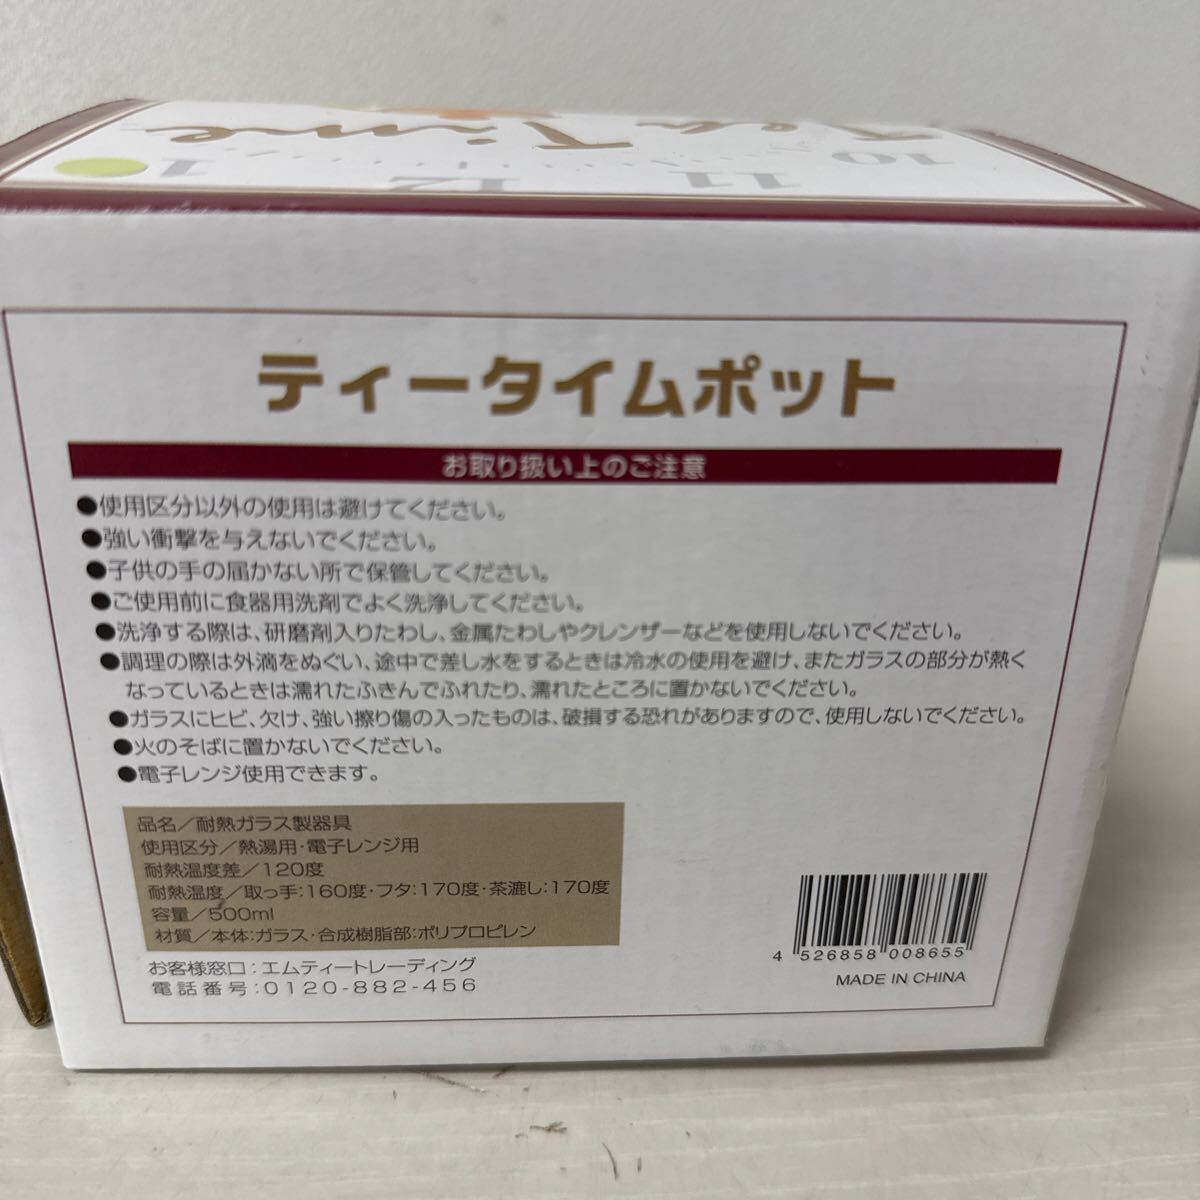 Tea Time
10
11
12
1
ティータイムポット
お取り扱い上のご注意
●使用区分以外の使用は避けてください。
●強い衝撃を与えないでください。
●子供の手の届かない所で保管してください。
●ご使用前に食器用洗剤でよく洗浄してください。
●洗浄する際は、研磨剤入りたわし、金属たわしやクレンザーなどを使用しないでください。
●調理の際は外滴をぬぐい、途中で差し水をするときは冷水の使用を避け、またガラスの部分が熱く
なっているときは濡れたふきんでふれたり、濡れたところに置かないでください。
●ガラスにヒビ、欠け、強い擦り傷の入ったものは、破損する恐れがありますので、使用しないでください。
●火のそばに置かないでください。
●電子レンジ使用できます。
品名／耐熱ガラス製器具
使用区分／熱湯用・電子レンジ用
耐熱温度差／120度
耐熱温度／取っ手:160度・フタ:170度・茶漉し:170度
容量／500ml
材質／本体:ガラス・合成樹脂部:ポリプロピレン
お客様窓口：エムティートレーディング
電話番号：0120-882-456
4 526858 008655
MADE IN CHINA